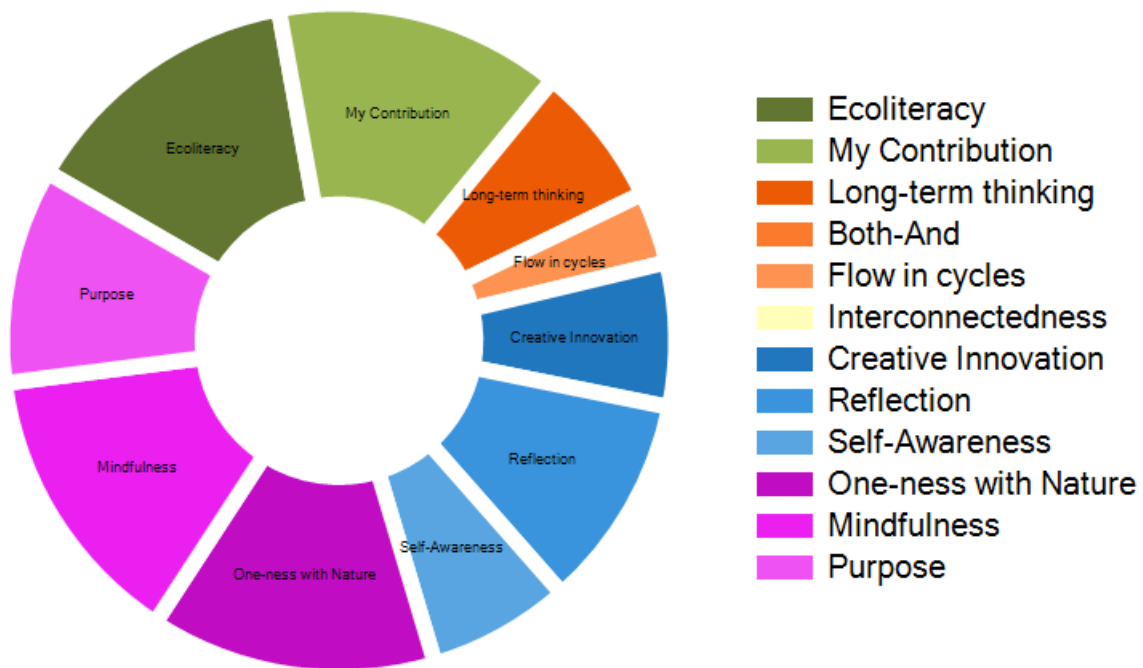 My Contribution
Ecoliteracy
Long-term thinking
Flow in cycles
Purpose
Creative Innovation
Mindfulness
Reflection
Self-Awareness
One-ness with Nature
Ecoliteracy
My Contribution
Long-term thinking
Both-And
Flow in cycles
Interconnectedness
Creative Innovation
Reflection
Self-Awareness
One-ness with Nature
Mindfulness
Purpose